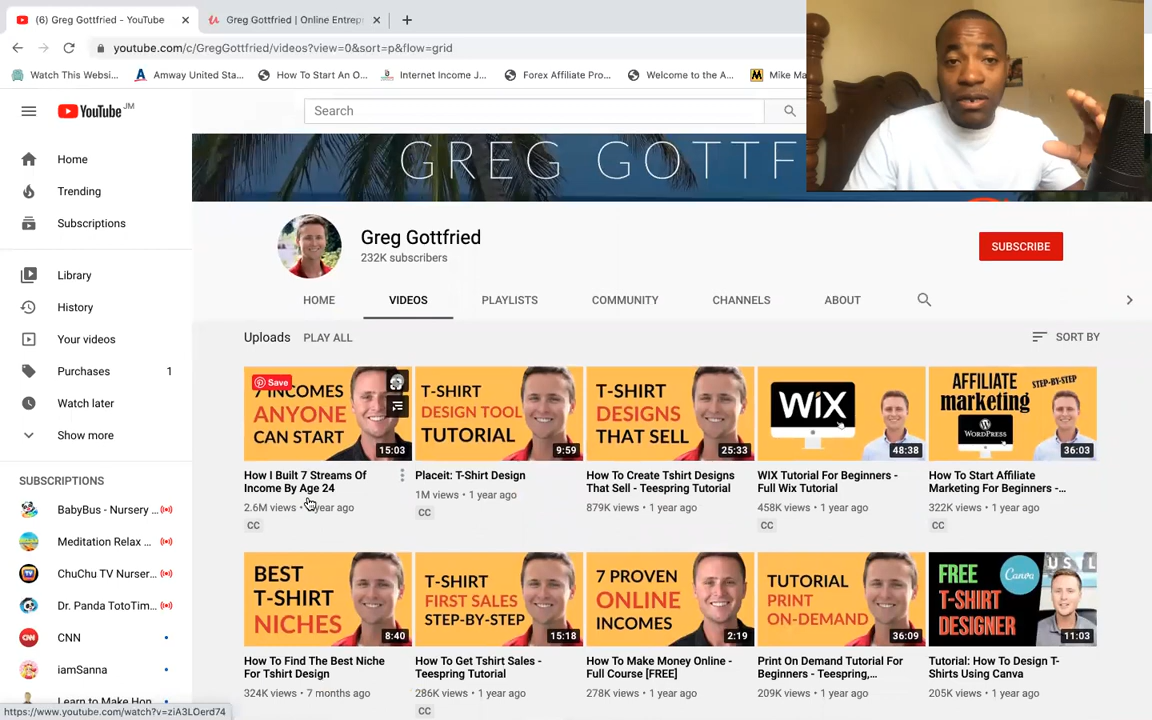 (6) Greg Gottfried - YouTube
Greg Gottfried | Online Entrep
youtube.com/c/GregGottfried/videos?view=0&sort=p&flow=grid
Watch This Websi...
Amway United Sta...
How To Start An O...
Internet Income J...
Forex Affiliate Pro...
Welcome to the A...
Mike Ma
YouTube JM
Search
GREG GOTTF
Home
Trending
Subscriptions
Library
History
Your videos
Purchases 1
Watch later
Show more
SUBSCRIPTIONS
BabyBus - Nursery ...
Meditation Relax ...
ChuChu TV Nurser...
Dr. Panda TotoTim...
CNN
iamSanna
Learn to Make Hon
Greg Gottfried
232K subscribers
SUBSCRIBE
HOME
VIDEOS
PLAYLISTS
COMMUNITY
CHANNELS
ABOUT
Uploads PLAY ALL
SORT BY
Save
7 INCOMES
ANYONE
CAN START
15:03
How I Built 7 Streams Of
Income By Age 24
2.6M views • 1 year ago
CC
T-SHIRT
DESIGN TOOL
TUTORIAL
9:59
Placeit: T-Shirt Design
1M views • 1 year ago
CC
T-SHIRT
DESIGNS
THAT SELL
25:33
How To Create Tshirt Designs
That Sell - Teespring Tutorial
879K views • 1 year ago
WiX
48:38
WIX Tutorial For Beginners -
Full Wix Tutorial
458K views • 1 year ago
CC
AFFILIATE
marketing
STEP-BY-STEP
WORDPRESS
36:03
How To Start Affiliate
Marketing For Beginners -...
322K views • 1 year ago
CC
BEST
T-SHIRT
NICHES
8:40
How To Find The Best Niche
For Tshirt Design
324K views • 7 months ago
T-SHIRT
FIRST SALES
STEP-BY-STEP
15:18
How To Get Tshirt Sales -
Teespring Tutorial
286K views • 1 year ago
CC
7 PROVEN
ONLINE
INCOMES
2:19
How To Make Money Online -
Full Course [FREE]
278K views • 1 year ago
TUTORIAL
PRINT
ON-DEMAND
36:09
Print On Demand Tutorial For
Beginners - Teespring,...
209K views • 1 year ago
FREE
T-SHIRT
DESIGNER
Canva
11:03
Tutorial: How To Design T-
Shirts Using Canva
205K views • 1 year ago
https://www.youtube.com/watch?v=ziA3LOerd74